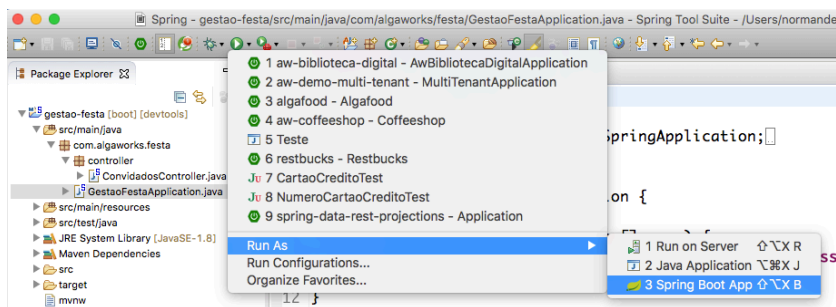 Spring - gestao-festa/src/main/java/com/algaworks/festa/GestaoFestaApplication.java - Spring Tool Suite - /Users/normande
Package Explorer
gestao-festa [boot] [devtools]
src/main/java
com.algaworks.festa
controller
ConvidadosController.java
GestaoFestaApplication.java
src/main/resources
src/test/java
JRE System Library [JavaSE-1.8]
Maven Dependencies
src
target
mvnw
1 aw-biblioteca-digital - AwBibliotecaDigitalApplication
2 aw-demo-multi-tenant - MultiTenantApplication
3 algafood - Algafood
4 aw-coffeeshop - Coffeeshop
5 Teste
6 restbucks - Restbucks
7 CartaoCreditoTest
8 NumeroCartaoCreditoTest
9 spring-data-rest-projections - Application
Run As
Run Configurations...
Organize Favorites...
1 Run on Server ⇧⌥X R
2 Java Application ⌥⌘X J
3 Spring Boot App ⇧⌥X B
SpringApplication;
on {
ss
12 }